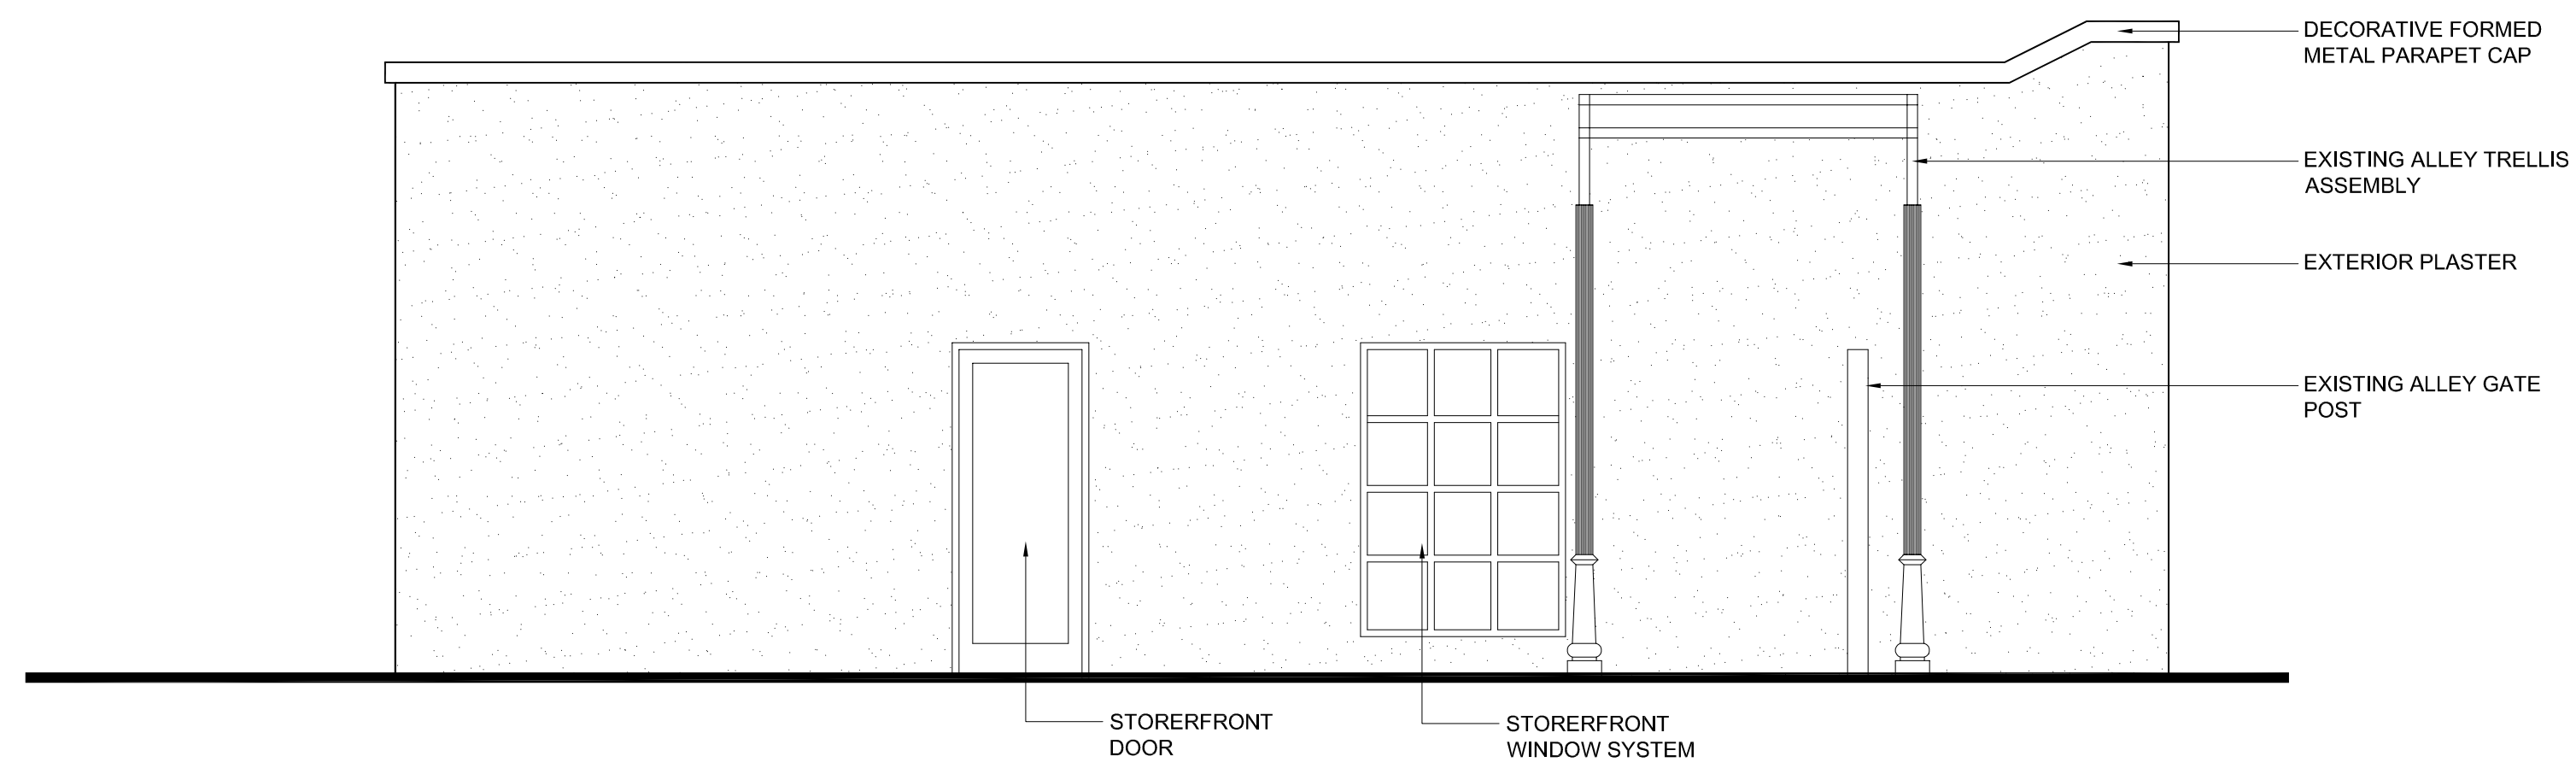 DECORATIVE FORMED
METAL PARAPET CAP
EXISTING ALLEY TRELLIS
ASSEMBLY
EXTERIOR PLASTER
EXISTING ALLEY GATE
POST
STORERFRONT
DOOR
STORERFRONT
WINDOW SYSTEM